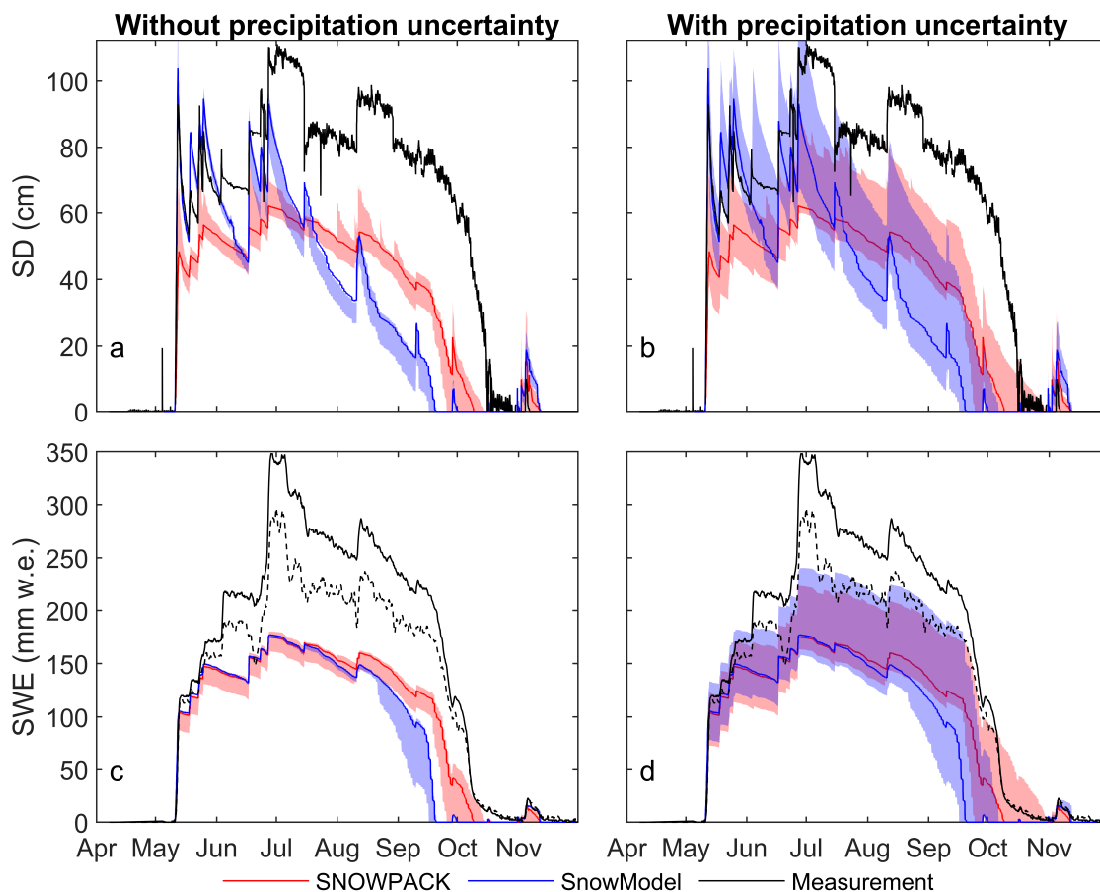 Without precipitation uncertainty
With precipitation uncertainty
SD (cm)
100
80
60
40
20
0
a
b
SWE (mm w.e.)
350
300
250
200
150
100
50
0
c
d
Apr May Jun Jul Aug Sep Oct Nov
Apr May Jun Jul Aug Sep Oct Nov
SNOWPACK SnowModel Measurement